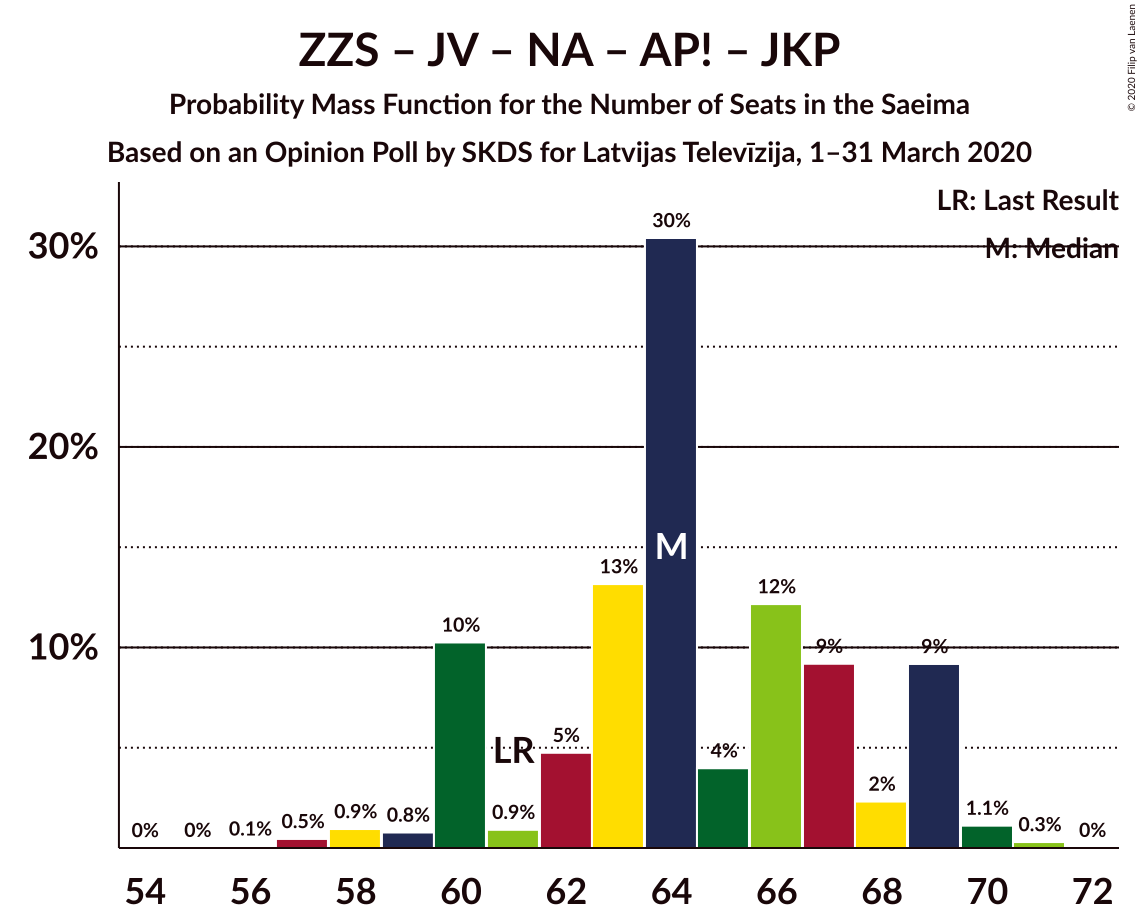 ZZS – JV – NA – AP! – JKP
Probability Mass Function for the Number of Seats in the Saeima
Based on an Opinion Poll by SKDS for Latvijas Televīzija, 1–31 March 2020
© 2020 Filip van Laenen
LR: Last Result
M: Median
30%
20%
10%
0% 0% 0.1% 0.5% 0.9% 0.8% 10% 0.9% 5% 13% 30% 4% 12% 9% 2% 9% 1.1% 0.3% 0%
LR
M
54 56 58 60 62 64 66 68 70 72